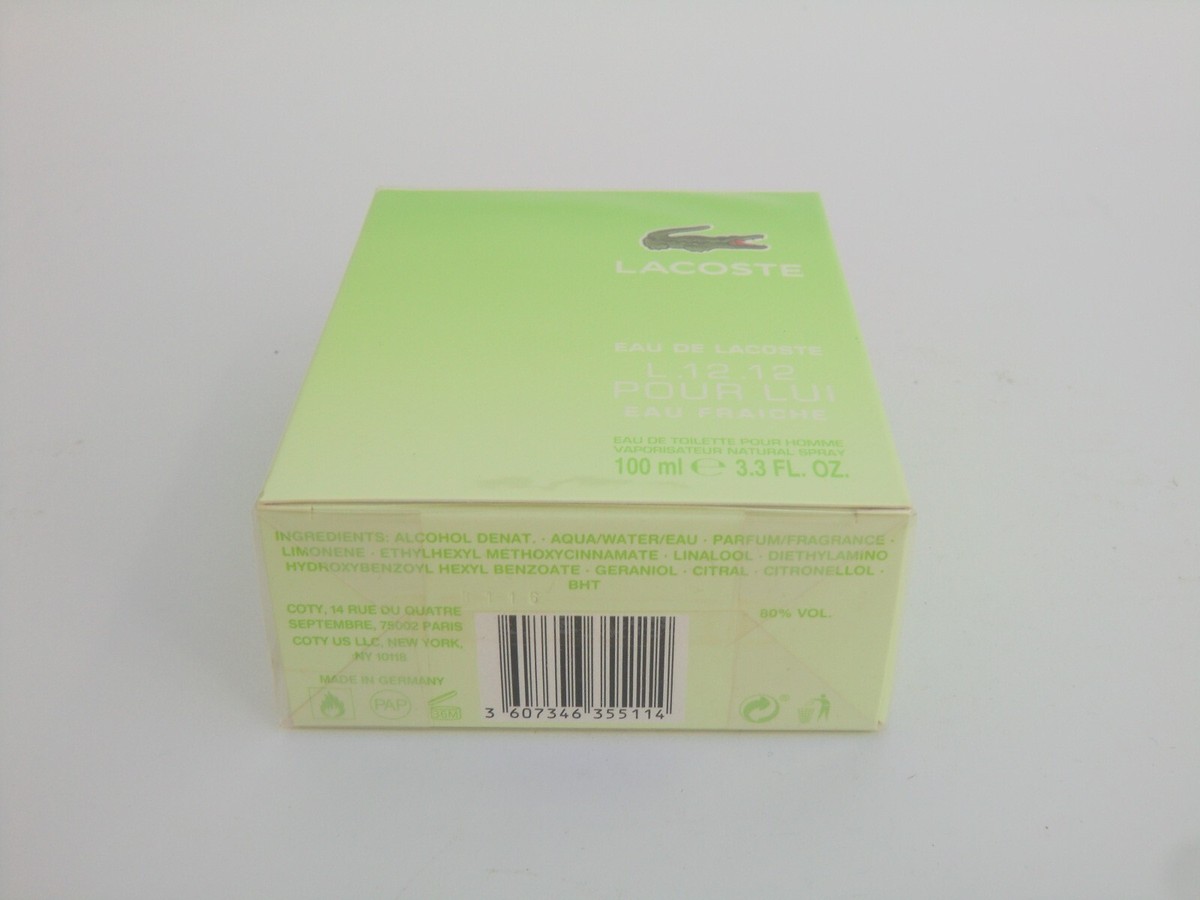 LACOSTE
EAU DE LACOSTE
L.12.12
POUR LUI
EAU FRAICHE
EAU DE TOILETTE POUR HOMME
VAPORISATEUR NATURAL SPRAY
100 ml ℮ 3.3 FL. OZ.
INGREDIENTS: ALCOHOL DENAT. · AQUA/WATER/EAU · PARFUM/FRAGRANCE ·
LIMONENE · ETHYLHEXYL METHOXYCINNAMATE · LINALOOL · DIETHYLAMINO
HYDROXYBENZOYL HEXYL BENZOATE · GERANIOL · CITRAL · CITRONELLOL ·
BHT
COTY, 14 RUE DU QUATRE
SEPTEMBRE, 75002 PARIS
COTY US LLC, NEW YORK,
NY 10118
MADE IN GERMANY
80% VOL.
PAP
36M
3 607346 355114